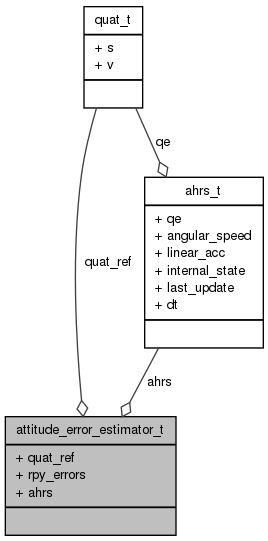 quat_t
+ s
+ v
qe
ahrs_t
+ qe
+ angular_speed
+ linear_acc
+ internal_state
+ last_update
+ dt
quat_ref
ahrs
attitude_error_estimator_t
+ quat_ref
+ rpy_errors
+ ahrs